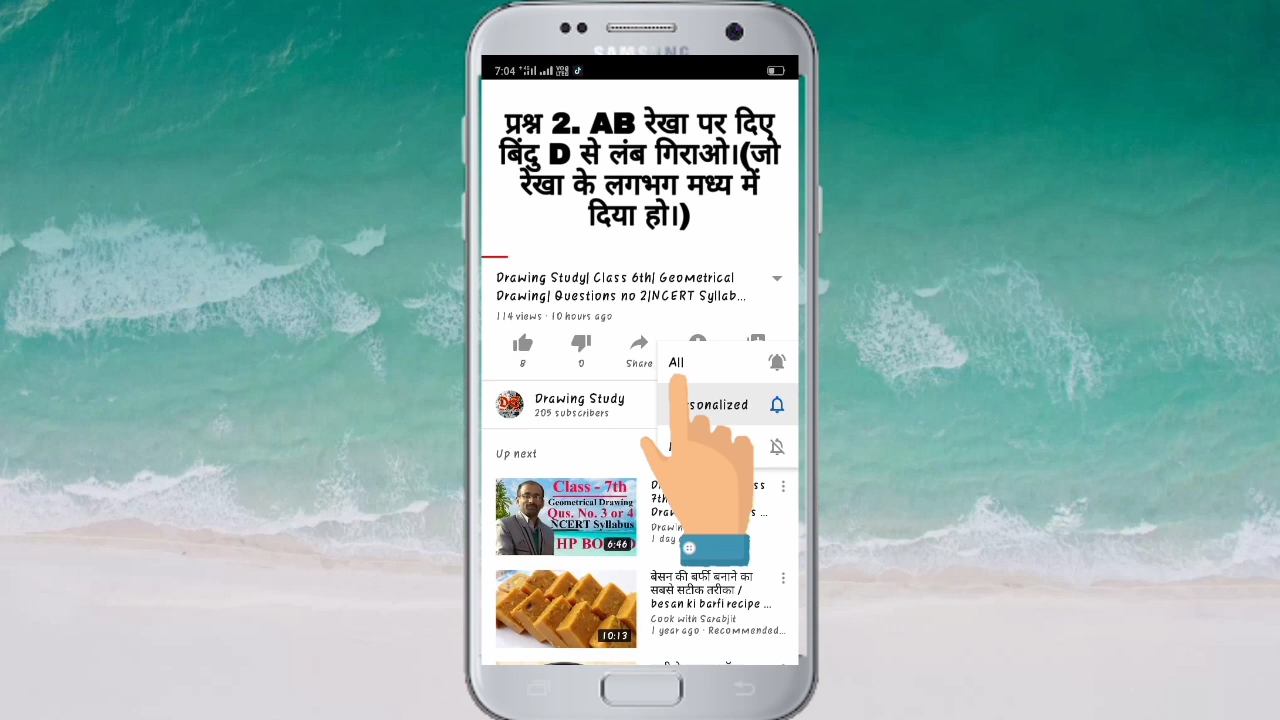 SAMSUNG
7:04
प्रश्न 2. AB रेखा पर दिए
बिंदु D से लंब गिराओ।(जो
रेखा के लगभग मध्य में
दिया हो।)
Drawing Study| Class 6th| Geometrical
Drawing| Questions no 2|NCERT Syllab...
114 views · 10 hours ago
8
0
Share
All
sonalized
Drawing Study
205 subscribers
Up next
Class - 7th
Geometrical Drawing
Qus. No. 3 or 4
NCERT Syllabus
HP BO
6:46
7th
1 day
बेसन की बर्फी बनाने का
सबसे सटीक तरीका /
besan ki barfi recipe ...
Cook with Sarabjit
1 year ago · Recommended...
10:13